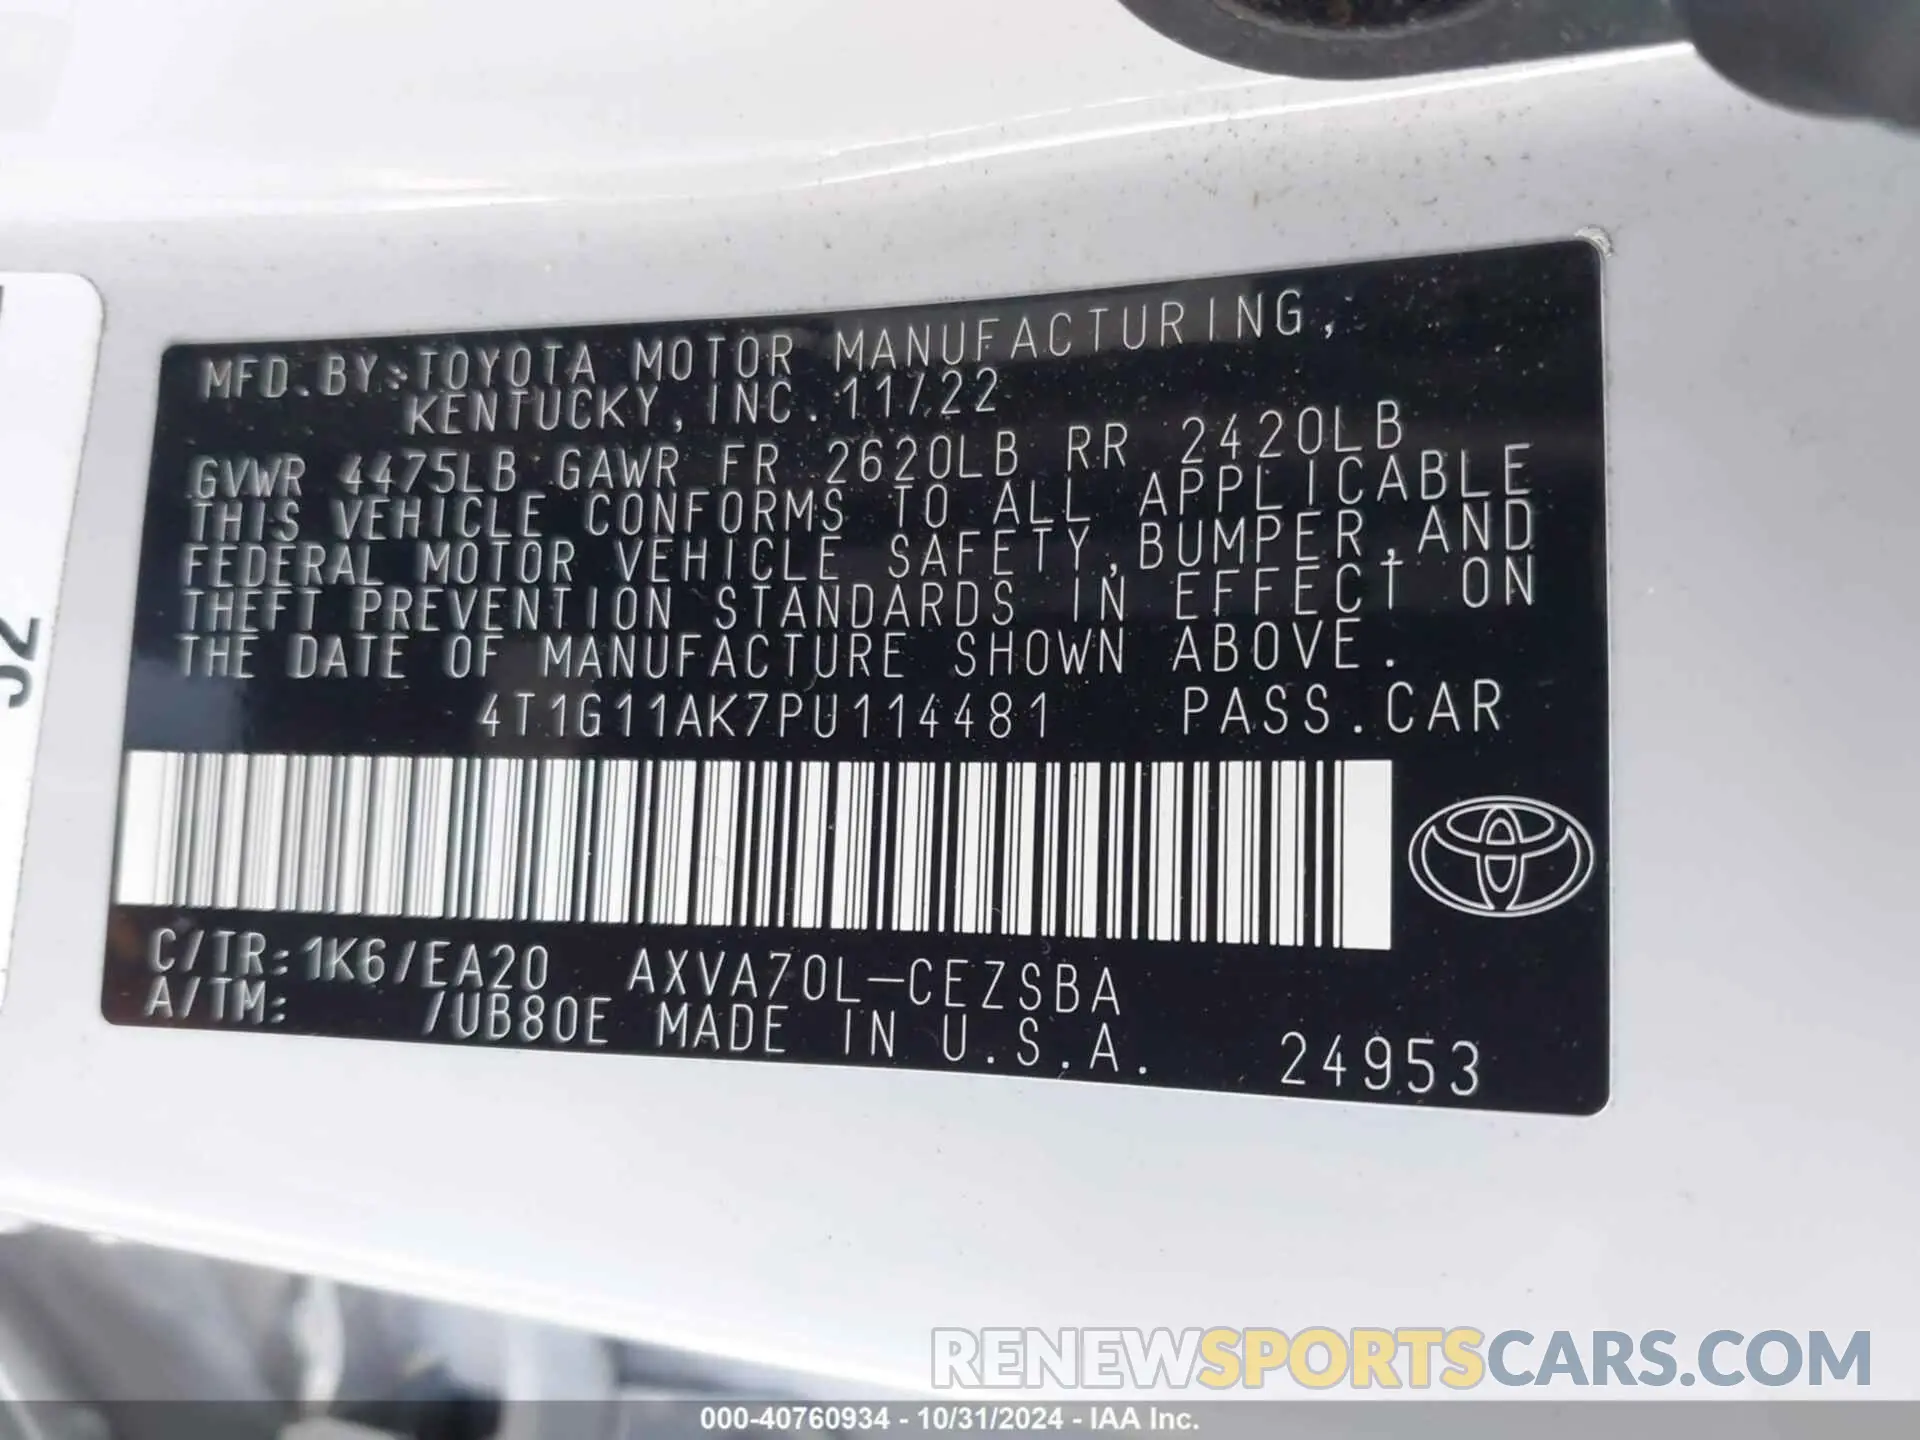 MFD.BY:TOYOTA MOTOR MANUFACTURING,
KENTUCKY, INC. 11/22
GVWR 4475LB GAWR FR 2620LB RR 2420LB
THIS VEHICLE CONFORMS TO ALL APPLICABLE
FEDERAL MOTOR VEHICLE SAFETY,BUMPER,AND
THEFT PREVENTION STANDARDS IN EFFECT ON
THE DATE OF MANUFACTURE SHOWN ABOVE.
4T1G11AK7PU114481 PASS.CAR
C/TR:1K6/EA20 AXVA70L-CEZSBA
A/TM: /UB80E MADE IN U.S.A. 24953
RENEWSPORTSCARS.COM
000-40760934 - 10/31/2024 - IAA Inc.